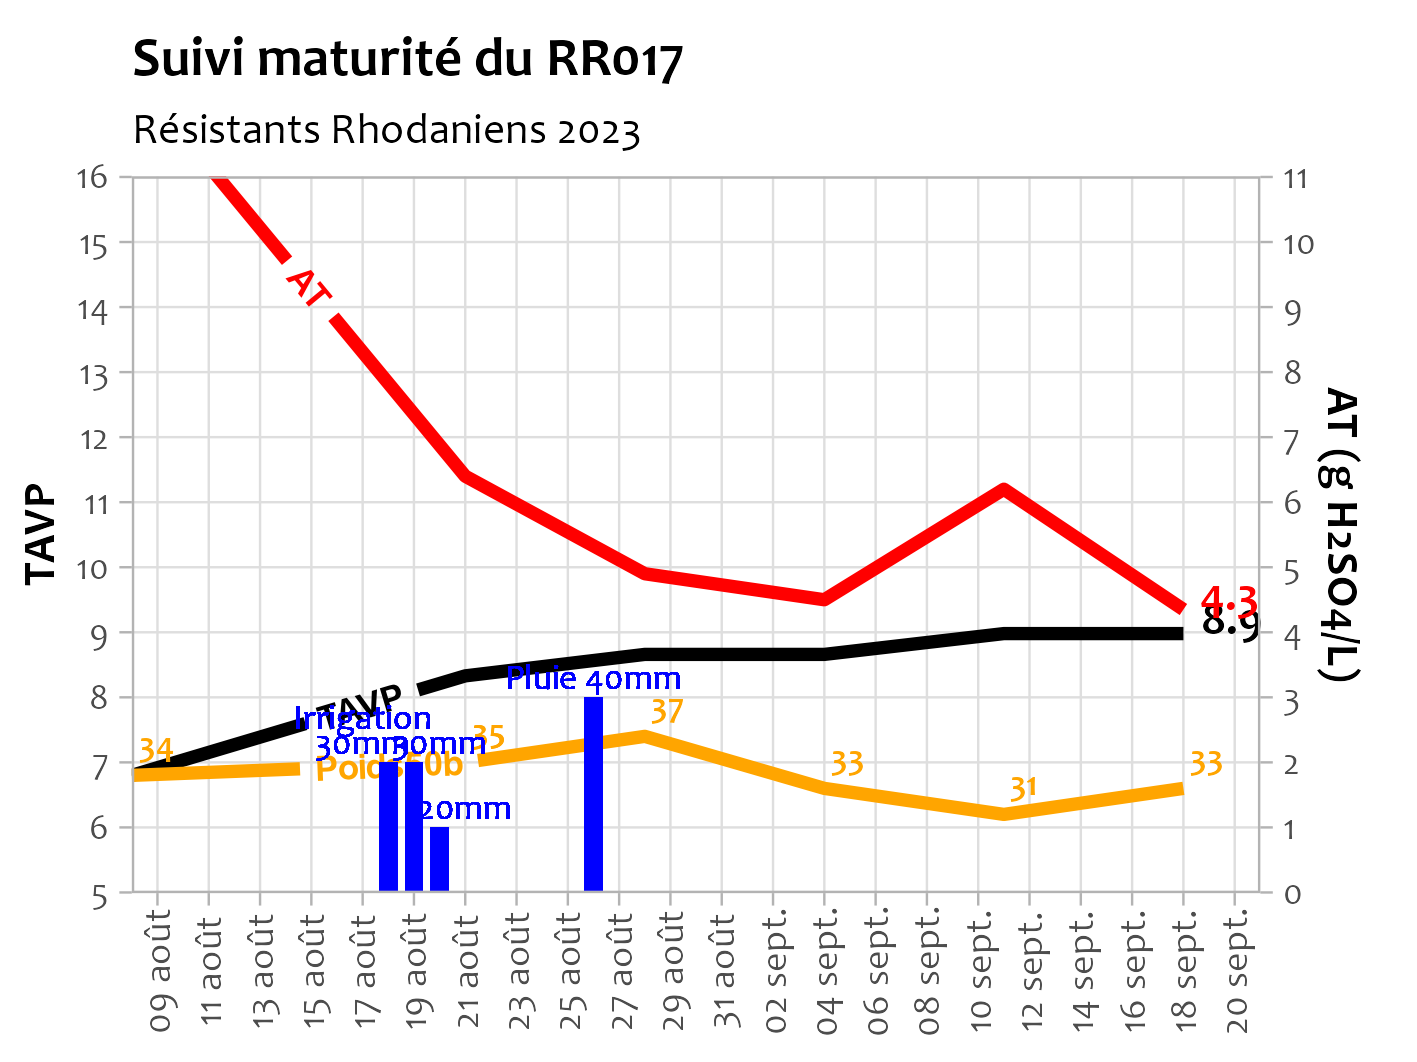 Suivi maturité du RR017
Résistants Rhodaniens 2023
16
15
14
13
12
11
10
9
8
7
6
5
TAVP
11
10
9
8
7
6
5
4
3
2
1
0
AT (g H2SO4/L)
AT
TAVP
Poids50b
34
35
37
33
31
33
Irrigation
30mm
30mm
20mm
Pluie 40mm
4.3
8.9
09 août
11 août
13 août
15 août
17 août
19 août
21 août
23 août
25 août
27 août
29 août
31 août
02 sept.
04 sept.
06 sept.
08 sept.
10 sept.
12 sept.
14 sept.
16 sept.
18 sept.
20 sept.